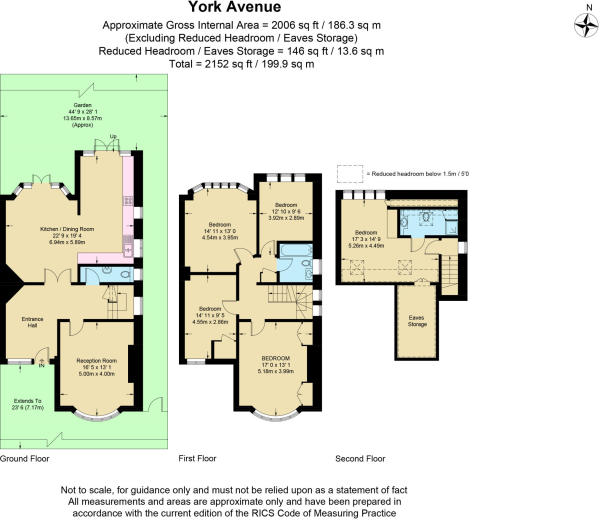 York Avenue
Approximate Gross Internal Area = 2006 sq ft / 186.3 sq m
(Excluding Reduced Headroom / Eaves Storage)
Reduced Headroom / Eaves Storage = 146 sq ft / 13.6 sq m
Total = 2152 sq ft / 199.9 sq m
N
Garden
44' 9 x 28' 1
13.65m x 8.57m
(Approx)
Up
Kitchen / Dining Room
22' 9 x 19' 4
6.94m x 5.89m
Entrance
Hall
IN
Reception Room
16' 5 x 13' 1
5.00m x 4.00m
Extends To
23' 6 (7.17m)
Ground Floor
Bedroom
14' 11 x 13' 0
4.54m x 3.95m
Bedroom
12' 10 x 9' 6
3.92m x 2.89m
Bedroom
14' 11 x 9' 5
4.55m x 2.86m
BEDROOM
17' 0 x 13' 1
5.18m x 3.99m
First Floor
= Reduced headroom below 1.5m / 5'0
Bedroom
17' 3 x 14' 9
5.26m x 4.49m
Eaves
Storage
Second Floor
Not to scale, for guidance only and must not be relied upon as a statement of fact
All measurements and areas are approximate only and have been prepared in
accordance with the current edition of the RICS Code of Measuring Practice